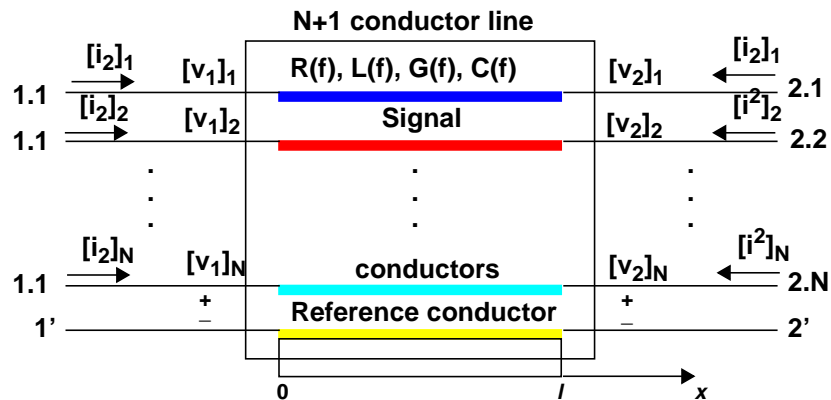 N+1 conductor line
[i₂]₁ [v₁]₁ R(f), L(f), G(f), C(f) [v₂]₁ [i₂]₁
1.1 2.1
[i₂]₂ [v₁]₂ Signal [v₂]₂ [i²]₂
1.1 2.2
[i₂]N [v₁]N conductors [v₂]N [i²]N
1.1 2.N
+ +
_ Reference conductor _
1' 2'
0 l x